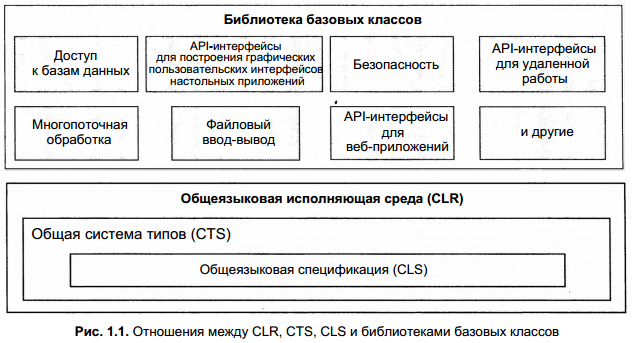 Библиотека базовых классов
Доступ
к базам данных
API-интерфейсы
для построения графических
пользовательских интерфейсов
настольных приложений
Безопасность
API-интерфейсы
для удаленной
работы
Многопоточная
обработка
Файловый
ввод-вывод
API-интерфейсы
для
веб-приложений
и другие
Общеязыковая исполняющая среда (CLR)
Общая система типов (CTS)
Общеязыковая спецификация (CLS)
Рис. 1.1. Отношения между CLR, CTS, CLS и библиотеками базовых классов